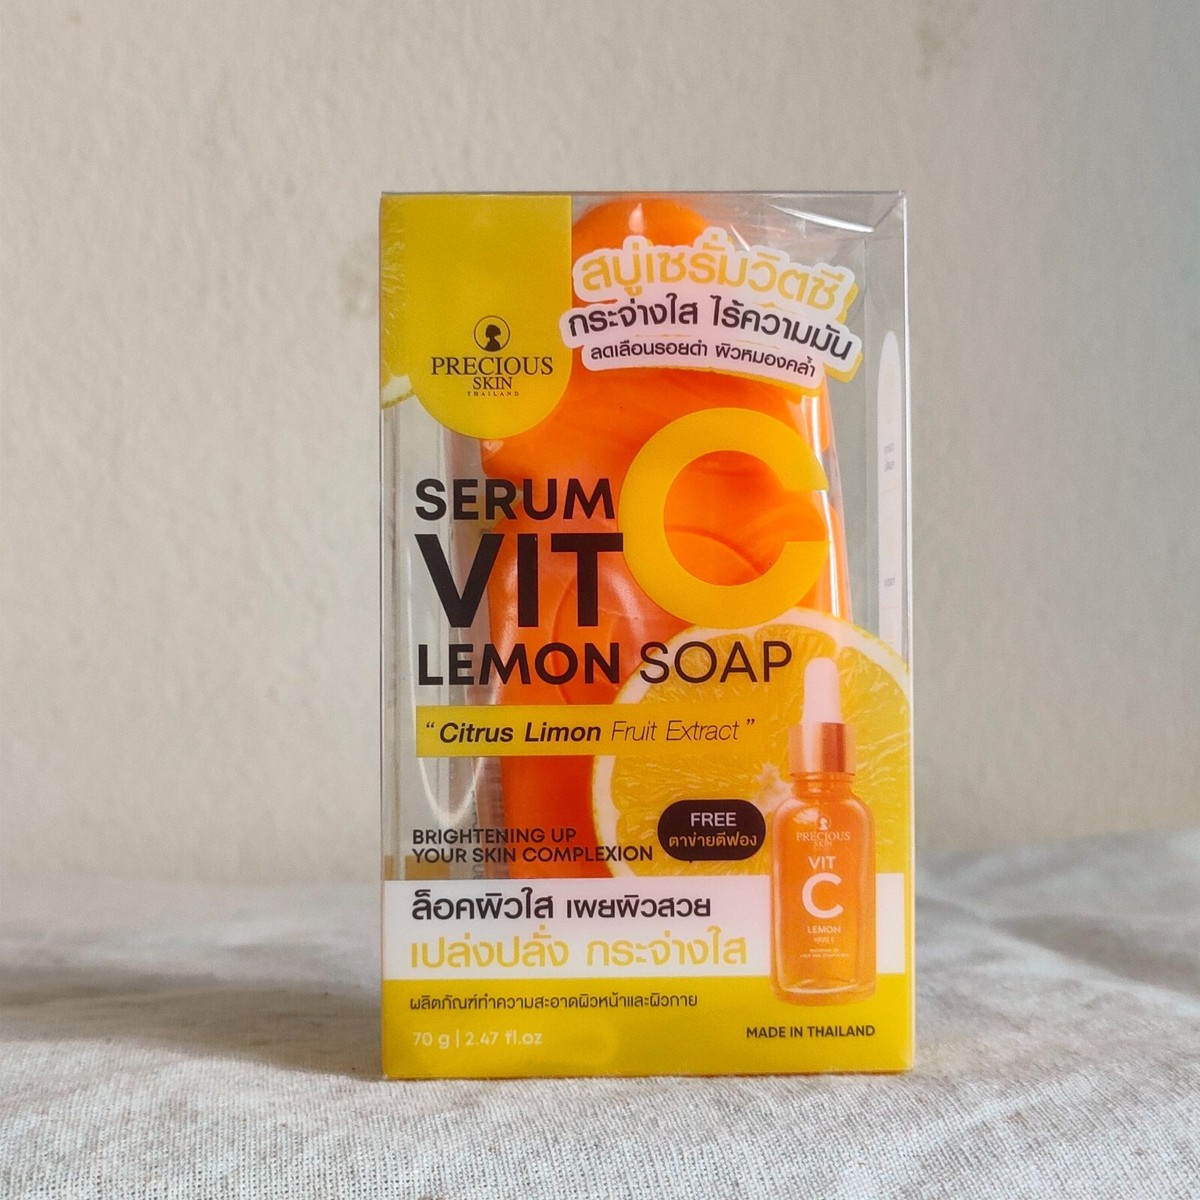 สบู่เซรั่มวิตซี
กระจ่างใส ไร้ความมัน
ลดเลือนรอยดำ ผิวหมองคล้ำ
PRECIOUS
SKIN
THAILAND
SERUM
VIT C
LEMON SOAP
“ Citrus Limon Fruit Extract ”
BRIGHTENING UP
YOUR SKIN COMPLEXION
FREE
ตาข่ายตีฟอง
PRECIOUS
SKIN
VIT
C
LEMON
ล็อคผิวใส เผยผิวสวย
เปล่งปลั่ง กระจ่างใส
ผลิตภัณฑ์ทำความสะอาดผิวหน้าและผิวกาย
70 g | 2.47 fl.oz
MADE IN THAILAND